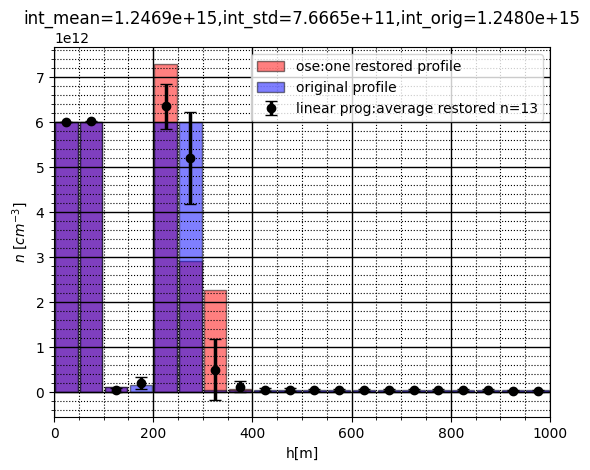 int_mean=1.2469e+15,int_std=7.6665e+11,int_orig=1.2480e+15
1e12
ose:one restored profile
original profile
linear prog:average restored n=13
7
6
5
4
3
2
1
0
n [cm⁻³]
0 200 400 600 800 1000
h[m]